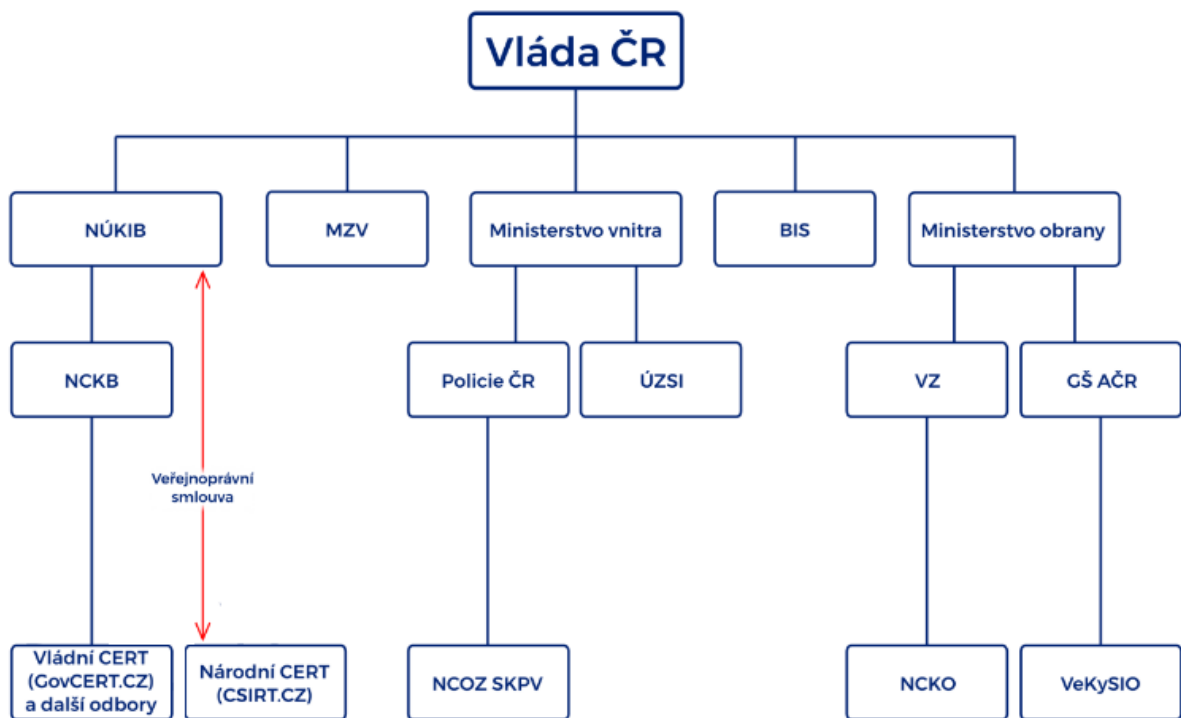 Vláda ČR
NÚKIB
MZV
Ministerstvo vnitra
BIS
Ministerstvo obrany
NCKB
Policie ČR
ÚZSI
VZ
GŠ AČR
Veřejnoprávní
smlouva
Vládní CERT
(GovCERT.CZ)
a další odbory
Národní CERT
(CSIRT.CZ)
NCOZ SKPV
NCKO
VeKySIO